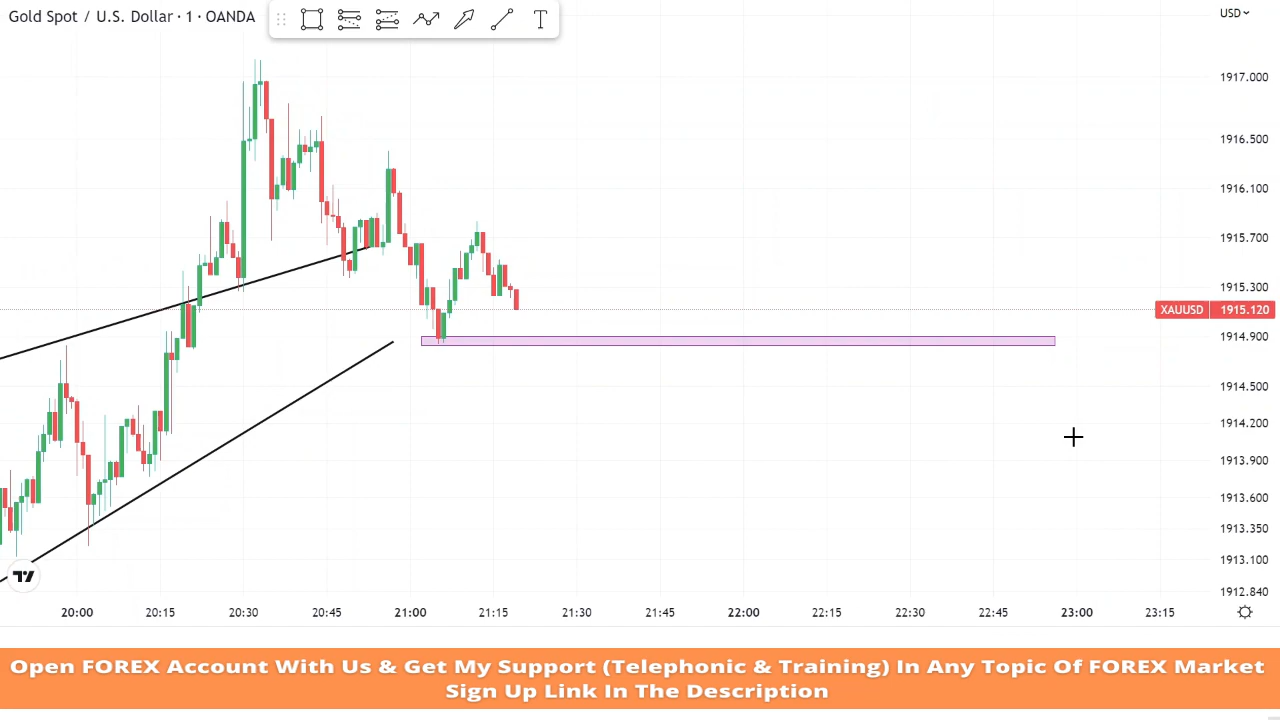 Gold Spot / U.S. Dollar · 1 · OANDA
T
USD
1917.000
1916.500
1916.100
1915.700
1915.300
XAUUSD 1915.120
1914.900
1914.500
1914.200
1913.900
1913.600
1913.350
1913.100
1912.840
20:00 20:15 20:30 20:45 21:00 21:15 21:30 21:45 22:00 22:15 22:30 22:45 23:00 23:15
Open FOREX Account With Us & Get My Support (Telephonic & Training) In Any Topic Of FOREX Market
Sign Up Link In The Description